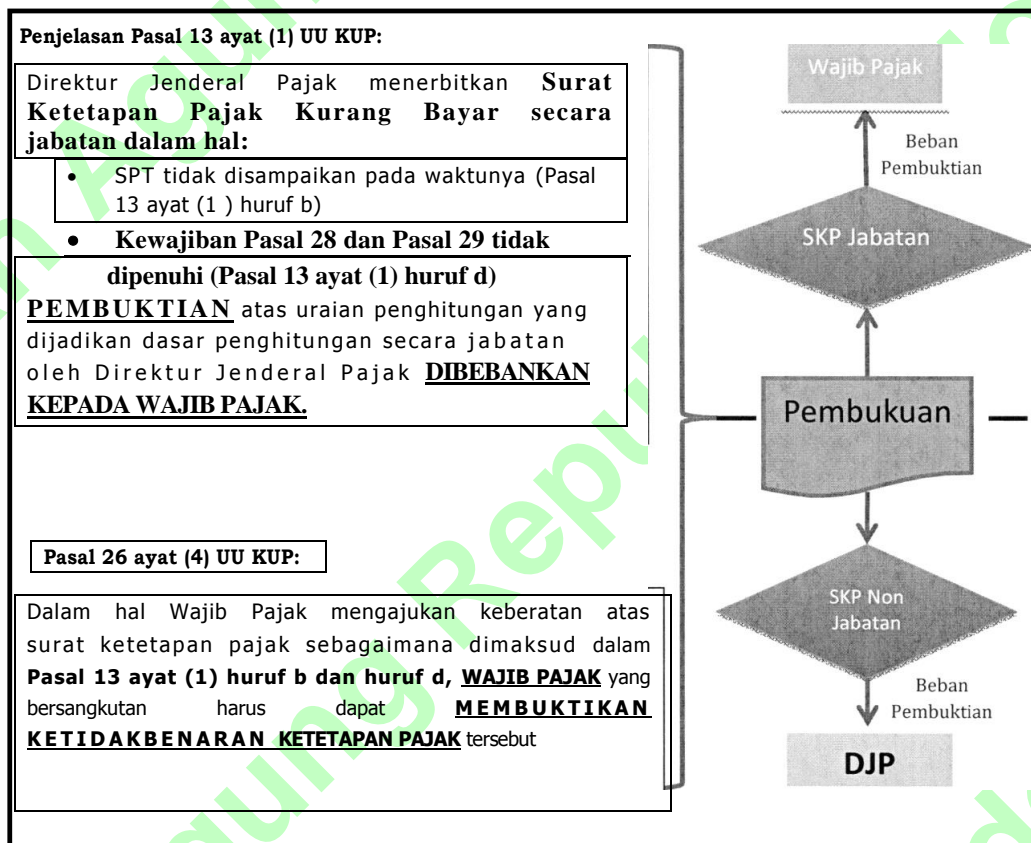 Penjelasan Pasal 13 ayat (1) UU KUP:
Direktur Jenderal Pajak menerbitkan Surat
Ketetapan Pajak Kurang Bayar secara
jabatan dalam hal:
• SPT tidak disampaikan pada waktunya (Pasal
13 ayat (1 ) huruf b)
• Kewajiban Pasal 28 dan Pasal 29 tidak
dipenuhi (Pasal 13 ayat (1) huruf d)
PEMBUKTIAN atas uraian penghitungan yang
dijadikan dasar penghitungan secara jabatan
oleh Direktur Jenderal Pajak DIBEBANKAN
KEPADA WAJIB PAJAK.
Pasal 26 ayat (4) UU KUP:
Dalam hal Wajib Pajak mengajukan keberatan atas
surat ketetapan pajak sebagaimana dimaksud dalam
Pasal 13 ayat (1) huruf b dan huruf d, WAJIB PAJAK yang
bersangkutan harus dapat MEMBUKTIKAN
KETIDAKBENARAN KETETAPAN PAJAK tersebut
Wajib Pajak
Beban
Pembuktian
SKP Jabatan
Pembukuan
SKP Non
Jabatan
Beban
Pembuktian
DJP